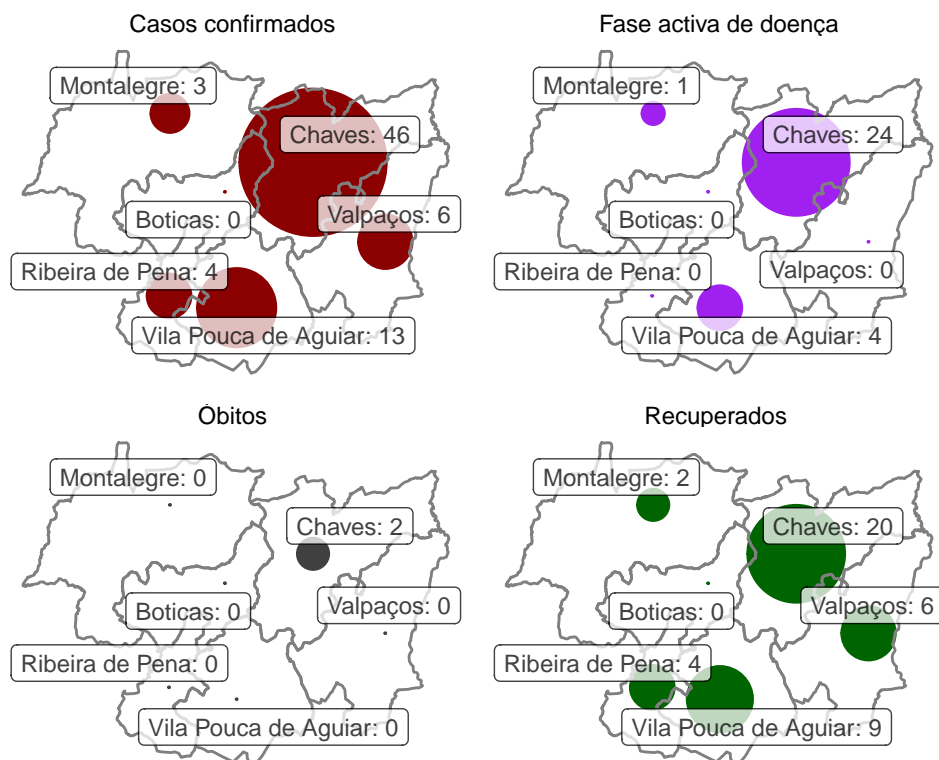 Casos confirmados
Montalegre: 3
Chaves: 46
Boticas: 0
Valpaços: 6
Ribeira de Pena: 4
Vila Pouca de Aguiar: 13
Fase activa de doença
Montalegre: 1
Chaves: 24
Boticas: 0
Ribeira de Pena: 0
Valpaços: 0
Vila Pouca de Aguiar: 4
Óbitos
Montalegre: 0
Chaves: 2
Boticas: 0
Valpaços: 0
Ribeira de Pena: 0
Vila Pouca de Aguiar: 0
Recuperados
Montalegre: 2
Chaves: 20
Boticas: 0
Valpaços: 6
Ribeira de Pena: 4
Vila Pouca de Aguiar: 9